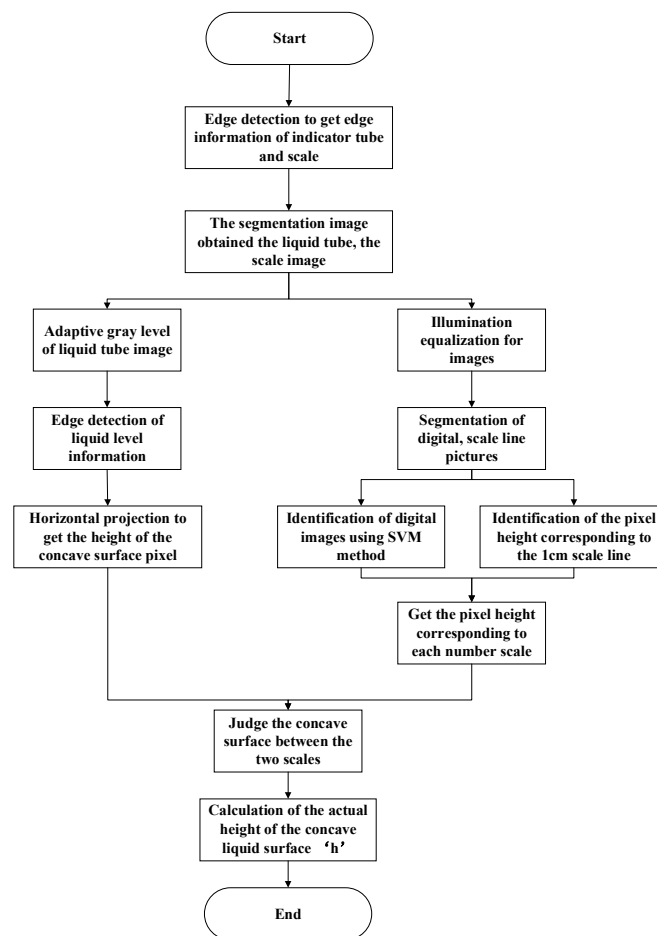 Start
Edge detection to get edge
information of indicator tube
and scale
The segmentation image
obtained the liquid tube, the
scale image
Adaptive gray level
of liquid tube image
Illumination
equalization for
images
Edge detection of
liquid level
information
Segmentation of
digital, scale line
pictures
Horizontal projection to
get the height of the
concave surface pixel
Identification of digital
images using SVM
method
Identification of the pixel
height corresponding to
the 1cm scale line
Get the pixel height
corresponding to
each number scale
Judge the concave
surface between the
two scales
Calculation of the actual
height of the concave
liquid surface ‘h’
End